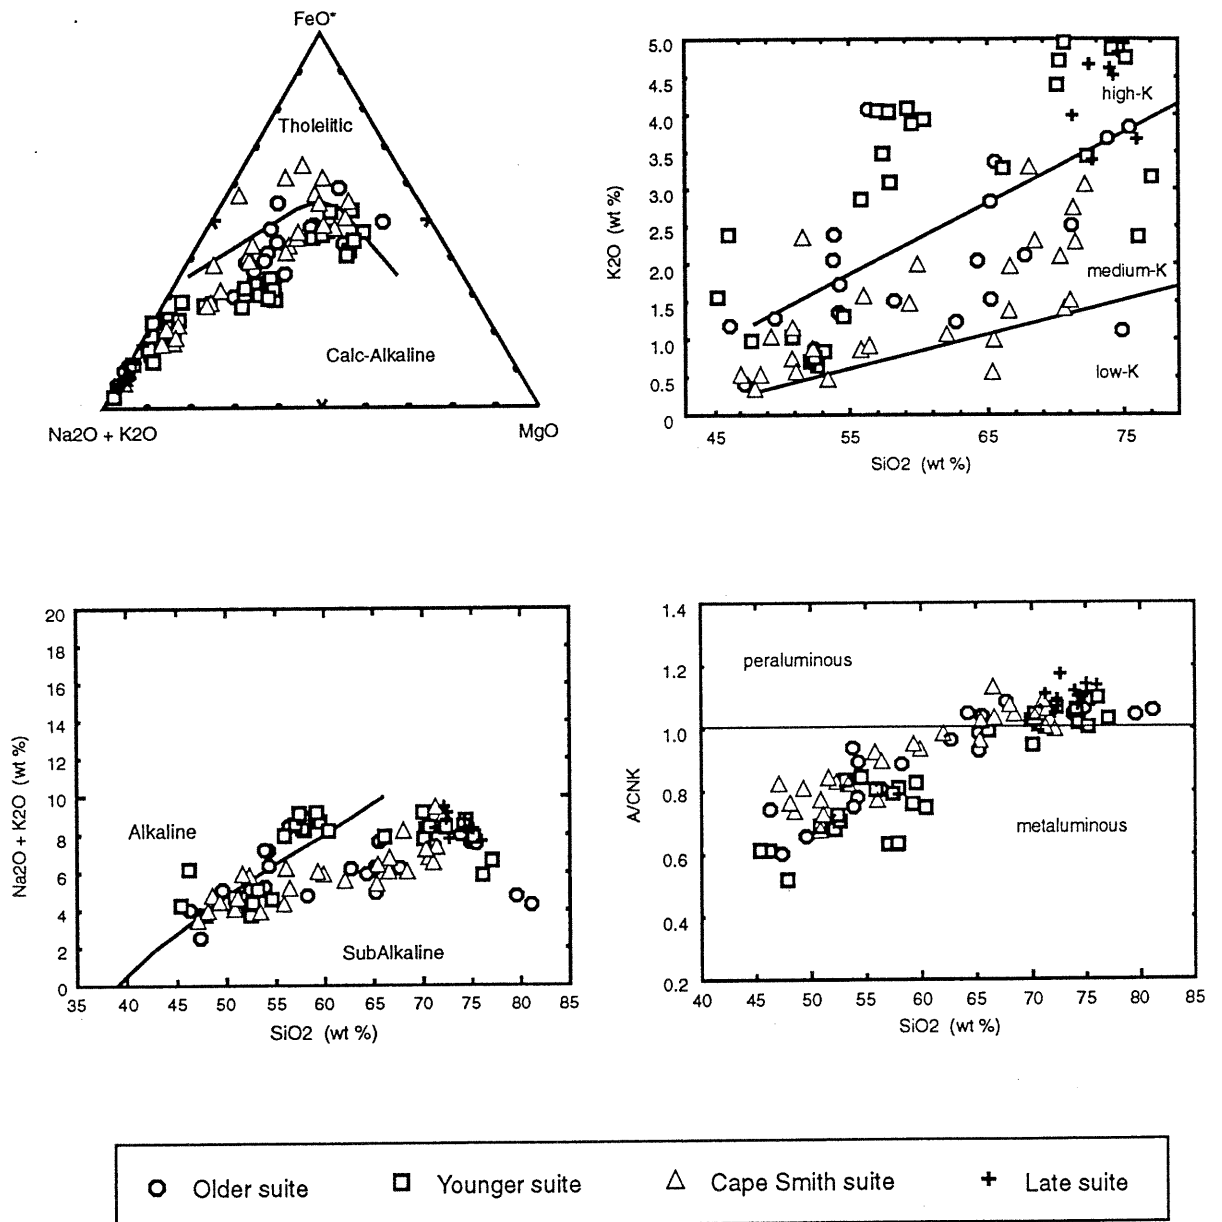 FeO*
Tholeiitic
Calc-Alkaline
Na2O + K2O
MgO
5.0
4.5
4.0
3.5
3.0
2.5
2.0
1.5
1.0
0.5
0
K2O (wt %)
high-K
medium-K
low-K
45
55
65
75
SiO2 (wt %)
20
18
16
14
12
10
8
6
4
2
0
Na2O + K2O (wt %)
Alkaline
SubAlkaline
35
40
45
50
55
60
65
70
75
80
85
SiO2 (wt %)
1.4
1.2
1.0
0.8
0.6
0.4
0.2
A/CNK
peraluminous
metaluminous
40
45
50
55
60
65
70
75
80
85
SiO2 (wt %)
Older suite
Younger suite
Cape Smith suite
Late suite